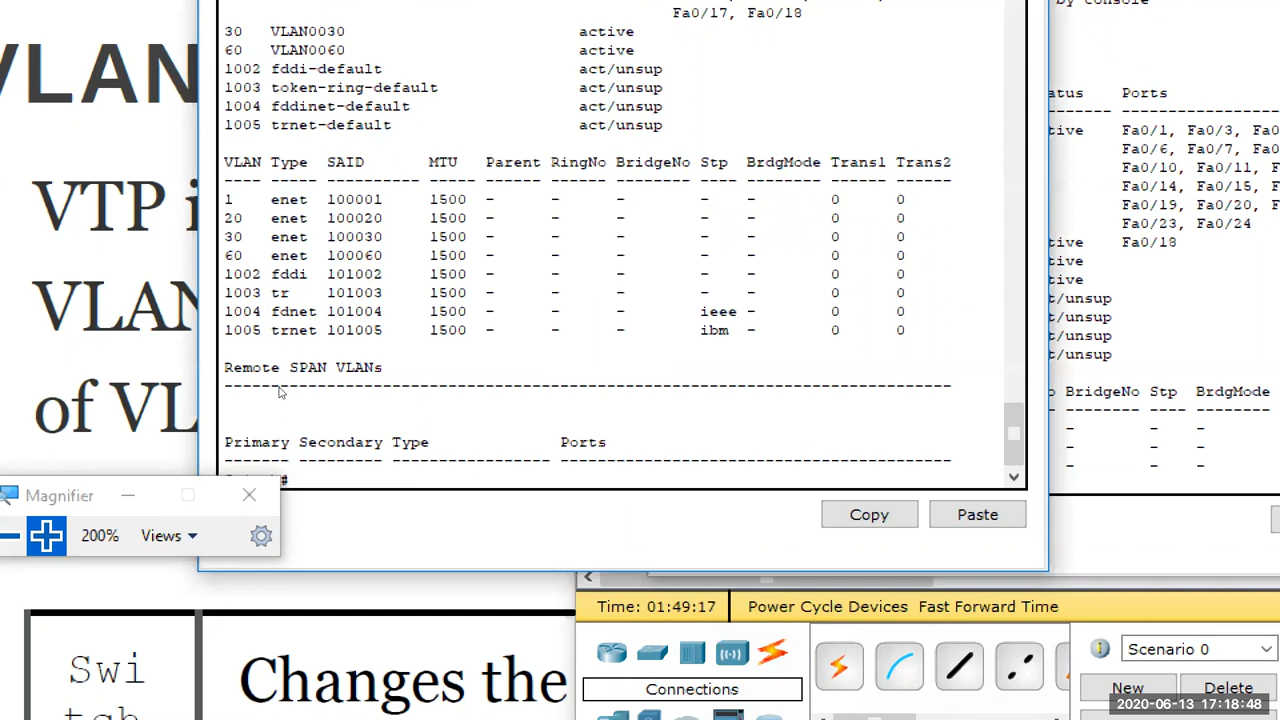 by console
Fa0/17, Fa0/18
30 VLAN0030 active
60 VLAN0060 active
1002 fddi-default act/unsup
1003 token-ring-default act/unsup
1004 fddinet-default act/unsup
1005 trnet-default act/unsup
VLAN Type SAID MTU Parent RingNo BridgeNo Stp BrdgMode Trans1 Trans2
---- ----- ---------- ----- ------ ------ -------- ---- -------- ------ ------
1 enet 100001 1500 - - - - - 0 0
20 enet 100020 1500 - - - - - 0 0
30 enet 100030 1500 - - - - - 0 0
60 enet 100060 1500 - - - - - 0 0
1002 fddi 101002 1500 - - - - - 0 0
1003 tr 101003 1500 - - - - - 0 0
1004 fdnet 101004 1500 - - - ieee - 0 0
1005 trnet 101005 1500 - - - ibm - 0 0
Remote SPAN VLANs
------------------------------------------------------------------------------
Primary Secondary Type Ports
------- --------- ----------------- ------------------------------------------
#
Copy Paste
VLAN
VTP i
VLAN
of VL
atus Ports
tive Fa0/1, Fa0/3,
Fa0/6, Fa0/7,
Fa0/10, Fa0/11,
Fa0/14, Fa0/15,
Fa0/19, Fa0/20,
Fa0/23, Fa0/24
tive Fa0/18
tive
tive
t/unsup
t/unsup
t/unsup
t/unsup
BridgeNo Stp BrdgMode
-------- ---- --------
- -
- -
- -
Magnifier
200% Views
Time: 01:49:17 Power Cycle Devices Fast Forward Time
Scenario 0
New Delete
Connections
Swi
tch
Changes the
2020-06-13 17:18:48